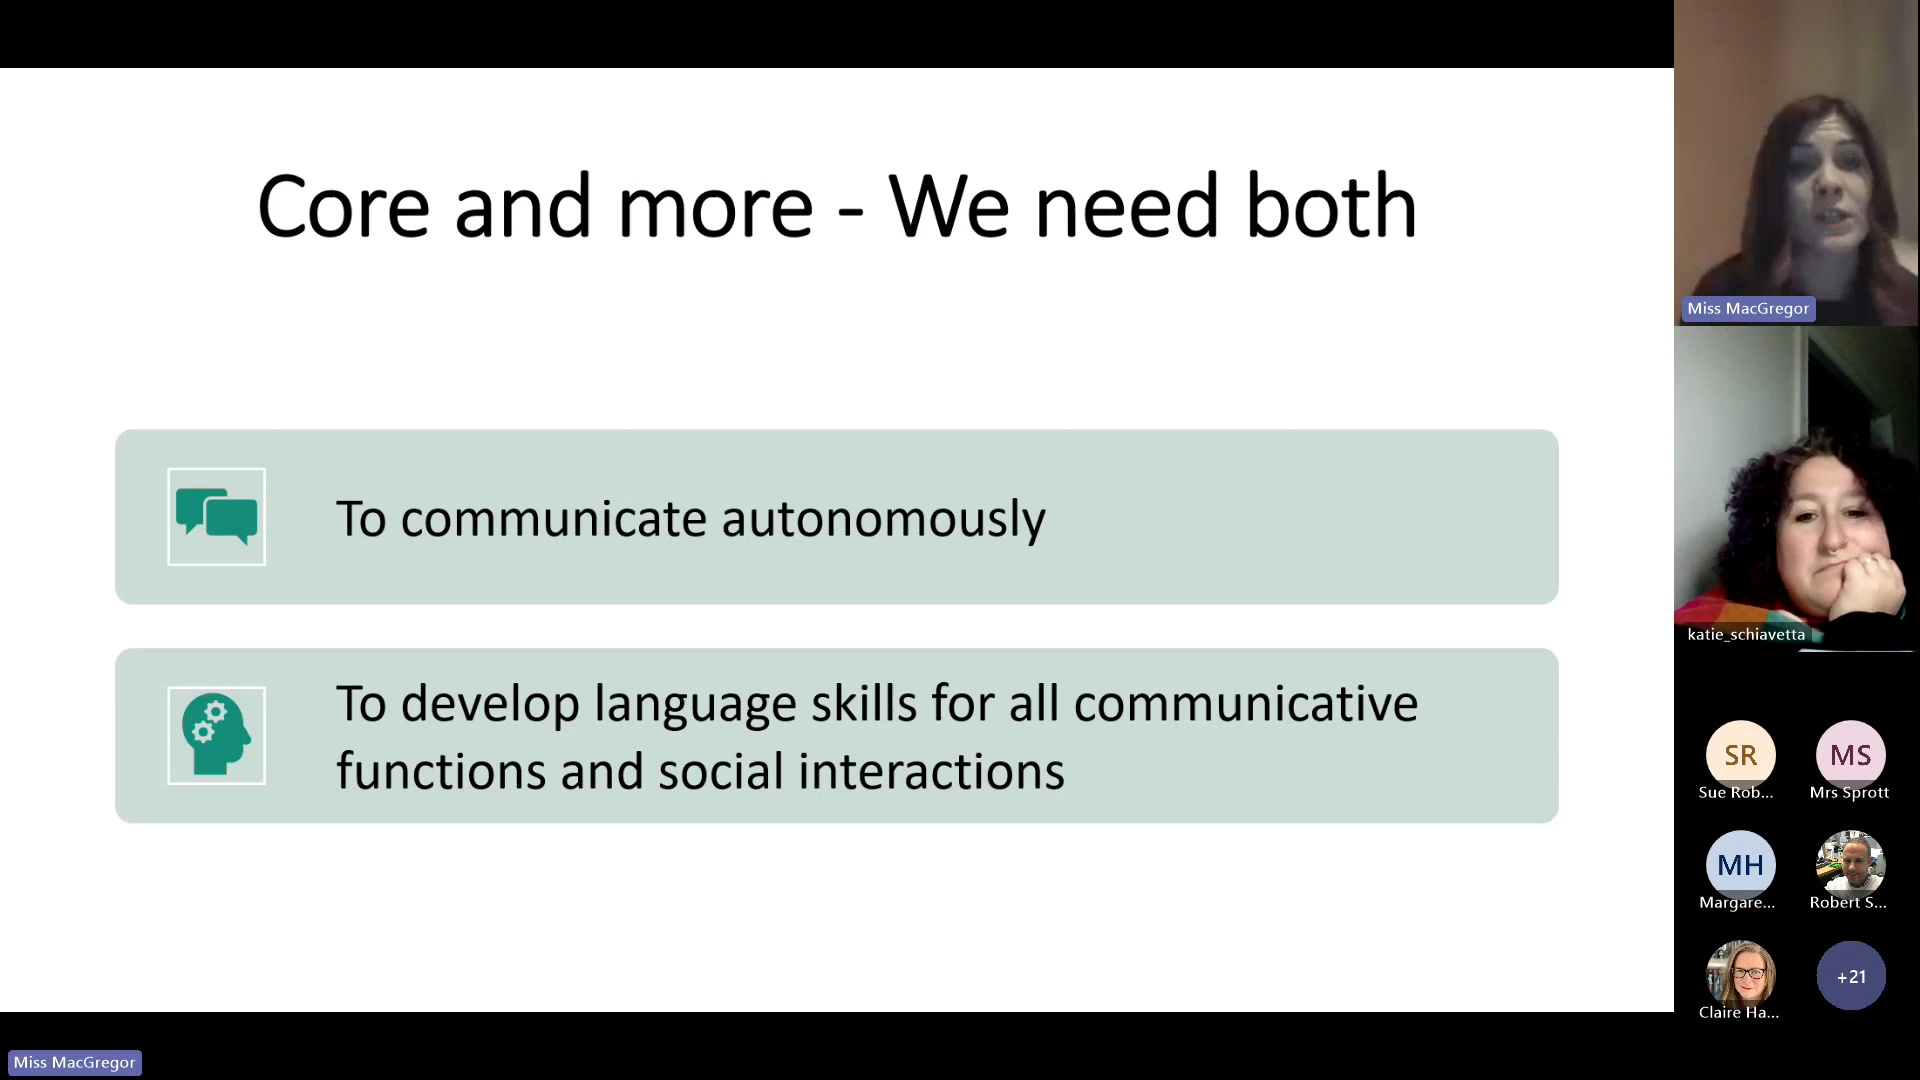 Core and more - We need both
To communicate autonomously
To develop language skills for all communicative
functions and social interactions
Miss MacGregor
katie_schiavetta
SR
MS
Sue Rob...
Mrs Sprott
MH
Margare...
Robert S...
Claire Ha...
+21
Miss MacGregor